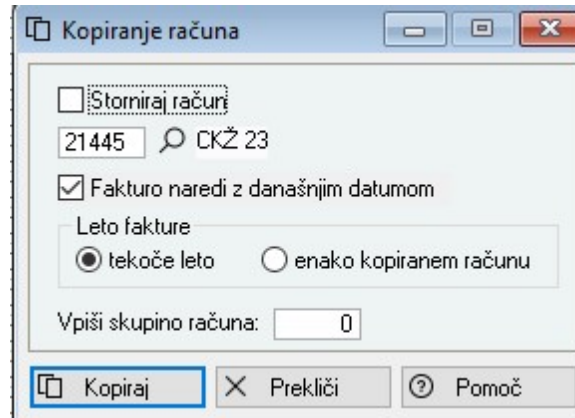 Kopiranje računa
Storniraj račun
21445 CKŽ 23
Fakturo naredi z današnjim datumom
Leto fakture
tekoče leto enako kopiranem računu
Vpiši skupino računa: 0
Kopiraj Prekliči Pomoč